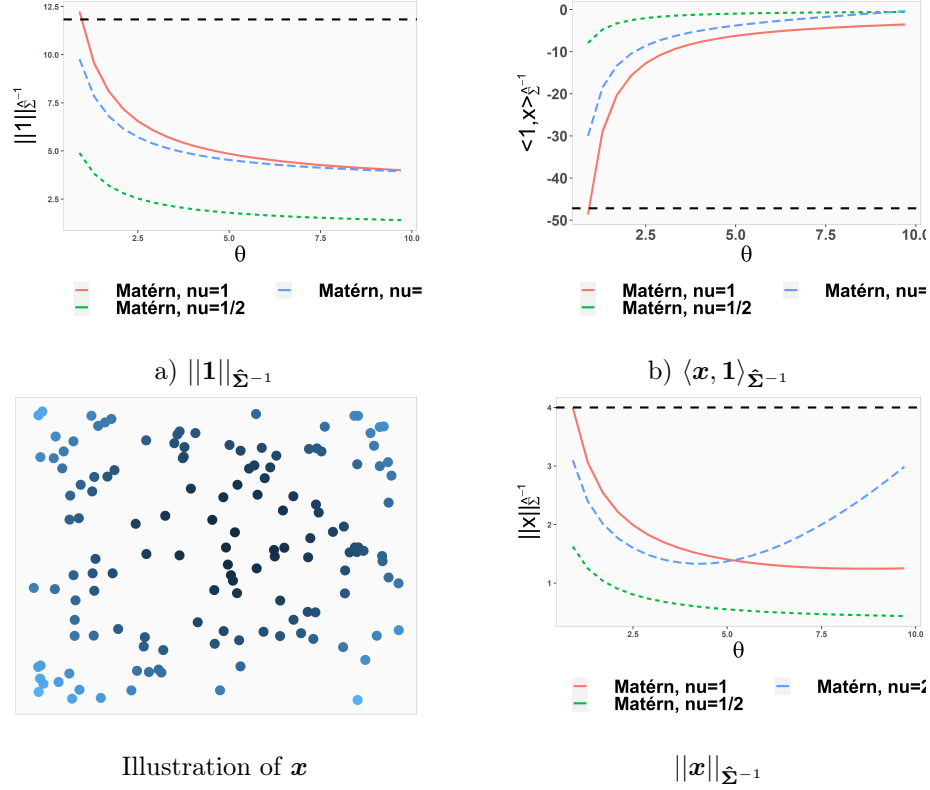 ||1||Σ̂⁻¹
12.5
10.0
7.5
5.0
2.5
2.5 5.0 7.5 10.0
θ
Matérn, nu=1 Matérn, nu=
Matérn, nu=1/2
a) ||1||Σ̂⁻¹
<1,x>Σ̂⁻¹
0
-10
-20
-30
-40
-50
2.5 5.0 7.5 10.0
θ
Matérn, nu=1 Matérn, nu=
Matérn, nu=1/2
b) ⟨x, 1⟩Σ̂⁻¹
Illustration of x
||x||Σ̂⁻¹
4
3
2
1
2.5 5.0 7.5 10.0
θ
Matérn, nu=1 Matérn, nu=2
Matérn, nu=1/2
||x||Σ̂⁻¹